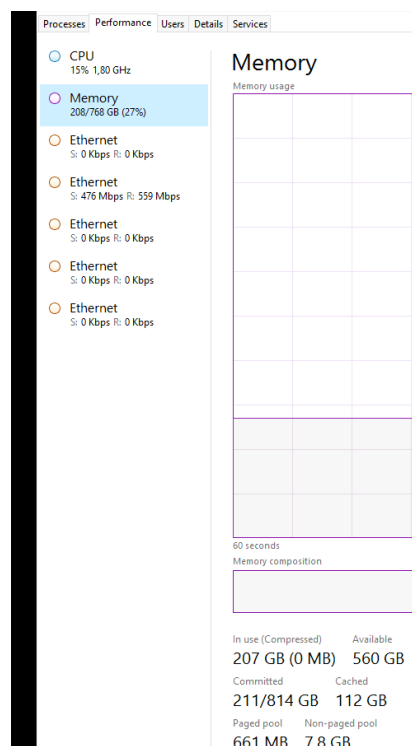 Processes Performance Users Details Services
CPU
15% 1,80 GHz
Memory
208/768 GB (27%)
Ethernet
S: 0 Kbps R: 0 Kbps
Ethernet
S: 476 Mbps R: 559 Mbps
Ethernet
S: 0 Kbps R: 0 Kbps
Ethernet
S: 0 Kbps R: 0 Kbps
Ethernet
S: 0 Kbps R: 0 Kbps
Memory
Memory usage
60 seconds
Memory composition
In use (Compressed) Available
207 GB (0 MB) 560 GB
Committed Cached
211/814 GB 112 GB
Paged pool Non-paged pool
661 MB 7,8 GB